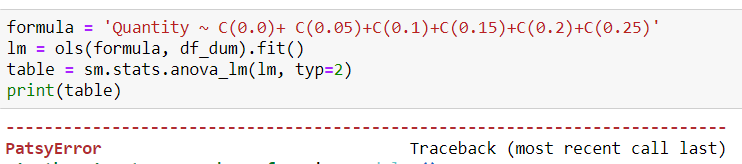 formula = 'Quantity ~ C(0.0)+ C(0.05)+C(0.1)+C(0.15)+C(0.2)+C(0.25)'
lm = ols(formula, df_dum).fit()
table = sm.stats.anova_lm(lm, typ=2)
print(table)
---------------------------------------------------------------------------
PatsyError                                Traceback (most recent call last)